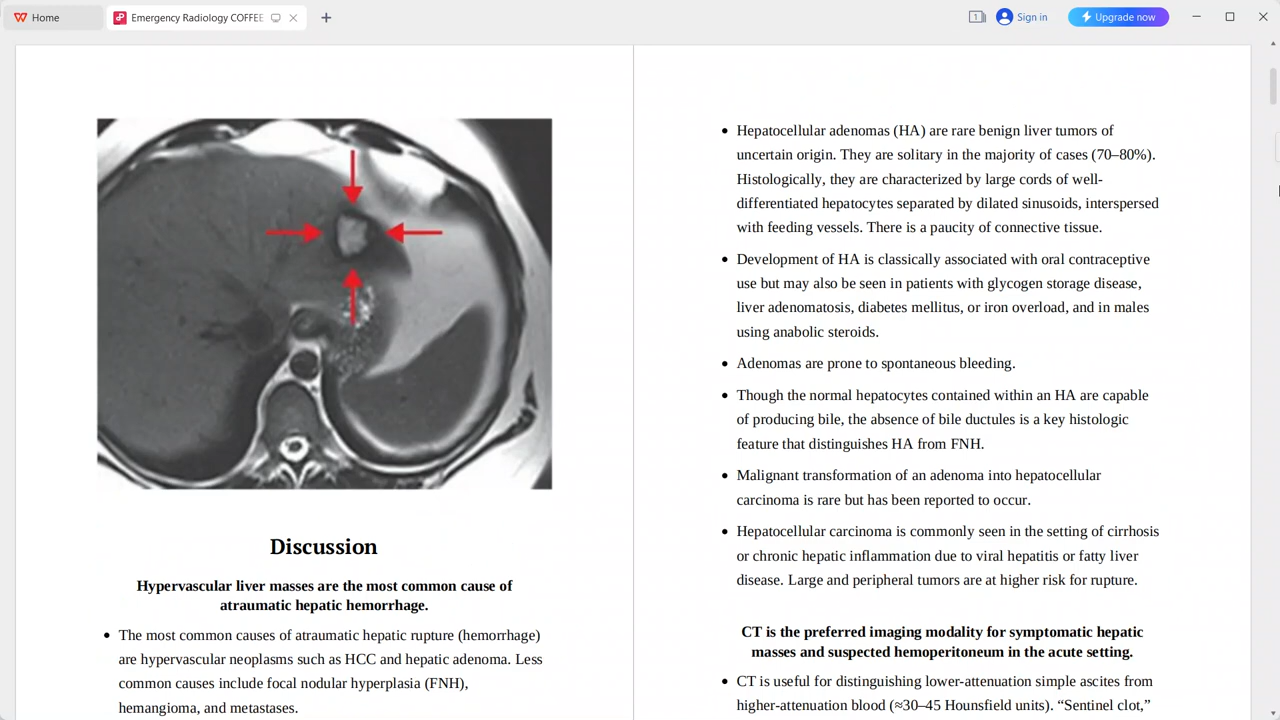 Home
Emergency Radiology COFFEE
1
Sign in
Upgrade now
Discussion
Hypervascular liver masses are the most common cause of
atraumatic hepatic hemorrhage.
• The most common causes of atraumatic hepatic rupture (hemorrhage)
are hypervascular neoplasms such as HCC and hepatic adenoma. Less
common causes include focal nodular hyperplasia (FNH),
hemangioma, and metastases.
• Hepatocellular adenomas (HA) are rare benign liver tumors of
uncertain origin. They are solitary in the majority of cases (70–80%).
Histologically, they are characterized by large cords of well-
differentiated hepatocytes separated by dilated sinusoids, interspersed
with feeding vessels. There is a paucity of connective tissue.
• Development of HA is classically associated with oral contraceptive
use but may also be seen in patients with glycogen storage disease,
liver adenomatosis, diabetes mellitus, or iron overload, and in males
using anabolic steroids.
• Adenomas are prone to spontaneous bleeding.
• Though the normal hepatocytes contained within an HA are capable
of producing bile, the absence of bile ductules is a key histologic
feature that distinguishes HA from FNH.
• Malignant transformation of an adenoma into hepatocellular
carcinoma is rare but has been reported to occur.
• Hepatocellular carcinoma is commonly seen in the setting of cirrhosis
or chronic hepatic inflammation due to viral hepatitis or fatty liver
disease. Large and peripheral tumors are at higher risk for rupture.
CT is the preferred imaging modality for symptomatic hepatic
masses and suspected hemoperitoneum in the acute setting.
• CT is useful for distinguishing lower-attenuation simple ascites from
higher-attenuation blood (≈30–45 Hounsfield units). “Sentinel clot,”